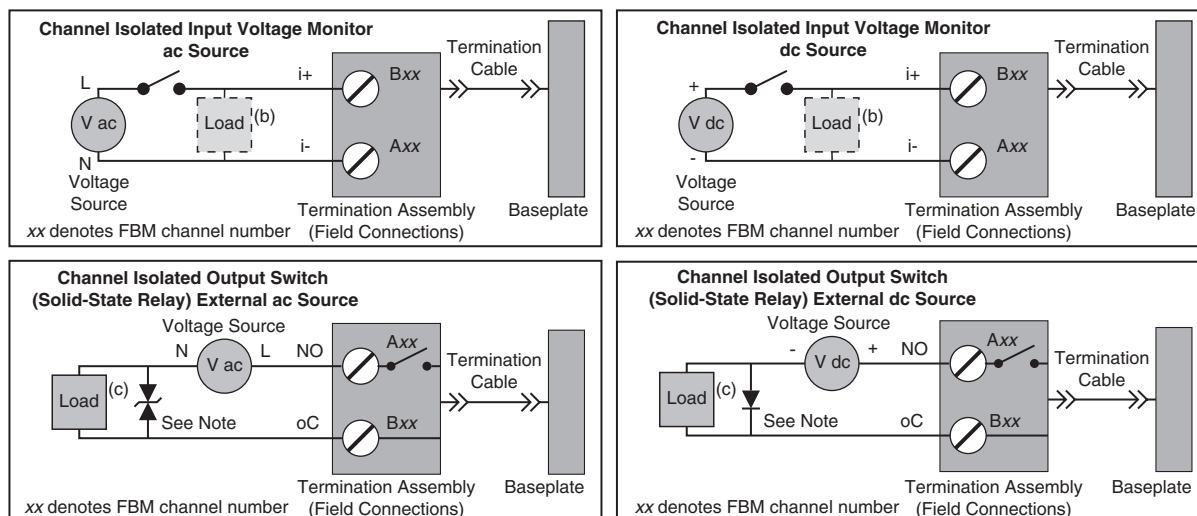 Channel Isolated Input Voltage Monitor
ac Source
Termination
Cable
L
i+
Bxx
V ac
Load
(b)
N
i-
Axx
Voltage
Source
Termination Assembly
(Field Connections)
Baseplate
xx denotes FBM channel number
Channel Isolated Input Voltage Monitor
dc Source
Termination
Cable
+
i+
Bxx
V dc
Load
(b)
-
i-
Axx
Voltage
Source
Termination Assembly
(Field Connections)
Baseplate
xx denotes FBM channel number
Channel Isolated Output Switch
(Solid-State Relay) External ac Source
Voltage Source
N
V ac
L
NO
Axx
Termination
Cable
Load
(c)
See Note
oC
Bxx
Termination Assembly
(Field Connections)
Baseplate
xx denotes FBM channel number
Channel Isolated Output Switch
(Solid-State Relay) External dc Source
Voltage Source
-
V dc
+
NO
Axx
Termination
Cable
Load
(c)
See Note
oC
Bxx
Termination Assembly
(Field Connections)
Baseplate
xx denotes FBM channel number